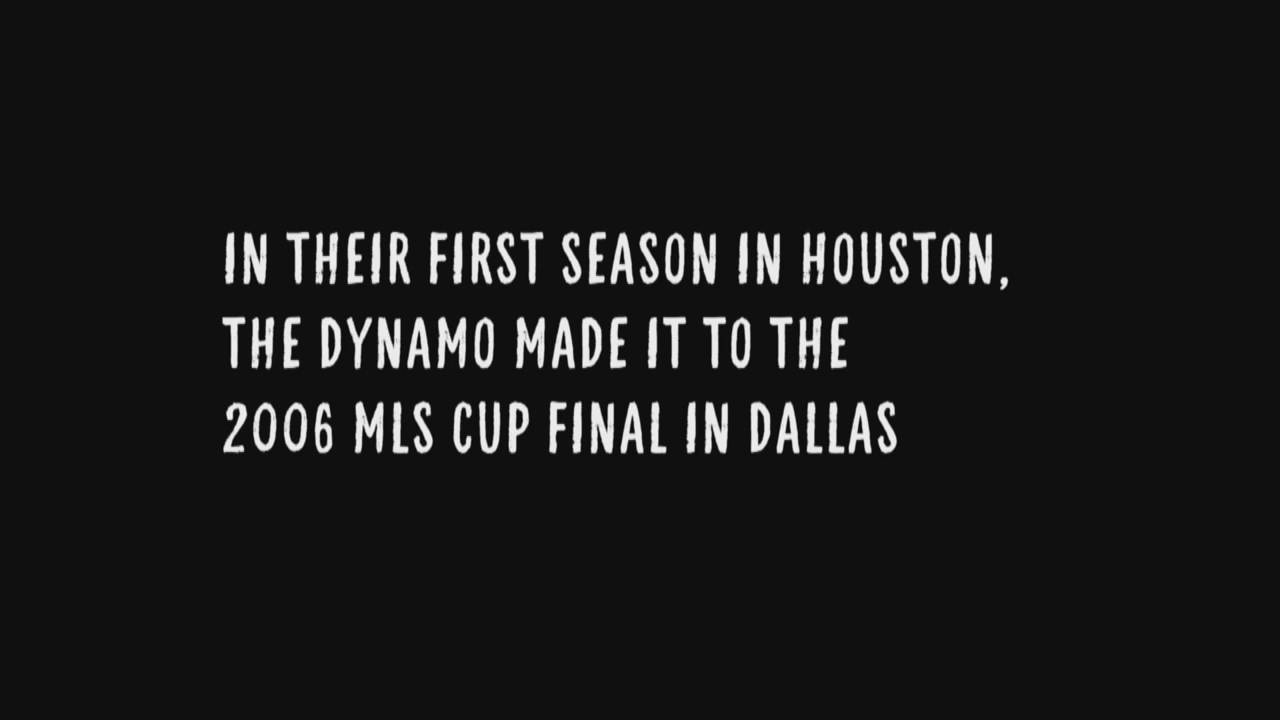 IN THEIR FIRST SEASON IN HOUSTON,
THE DYNAMO MADE IT TO THE
2006 MLS CUP FINAL IN DALLAS